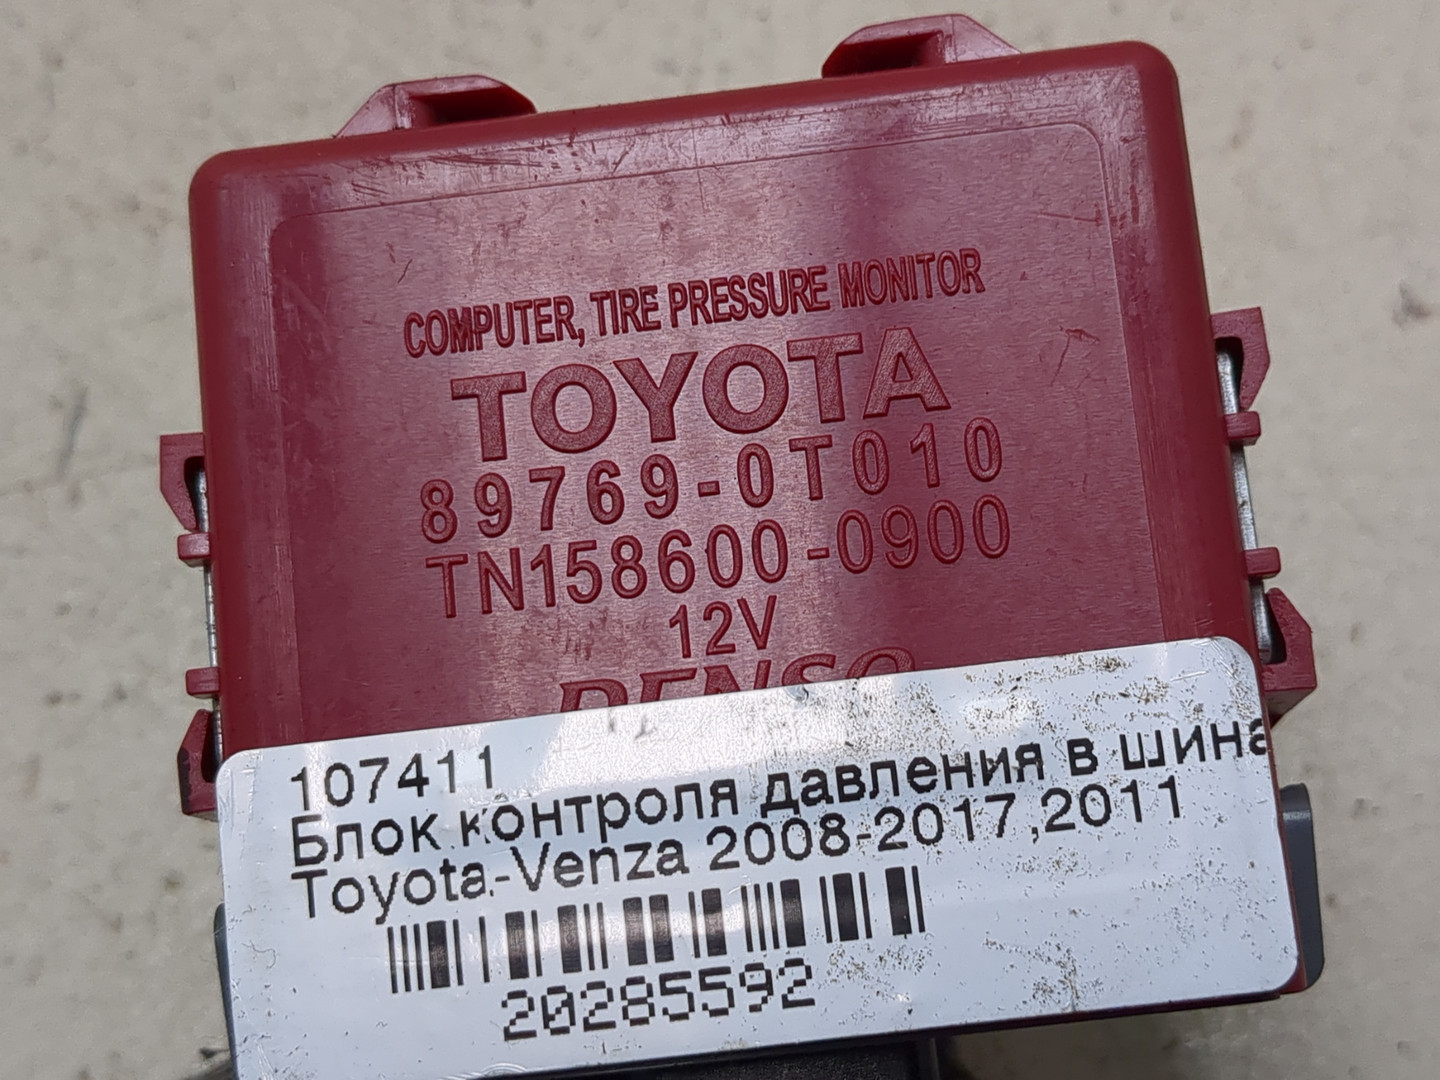 COMPUTER, TIRE PRESSURE MONITOR
TOYOTA
89769-0T010
TN158600-0900
12V
DENSO
107411
Блок контроля давления в шина
Toyota-Venza 2008-2017,2011
20285592